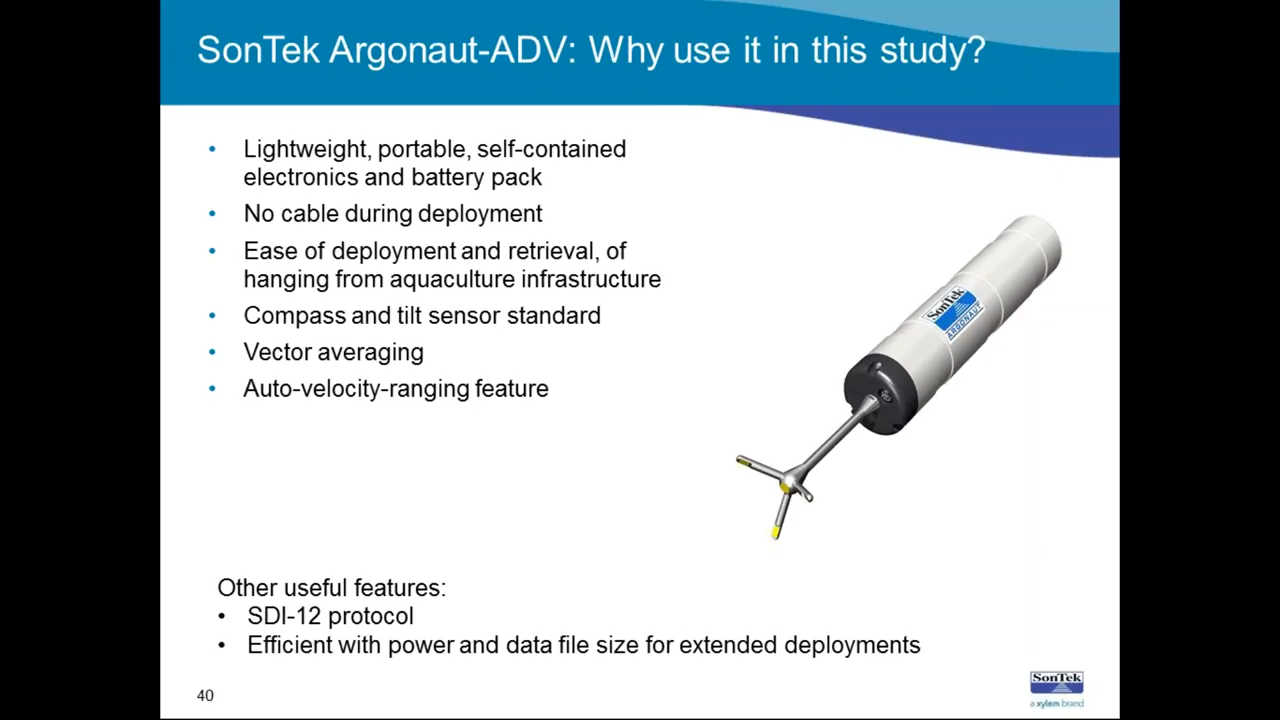 SonTek Argonaut-ADV: Why use it in this study?
• Lightweight, portable, self-contained
electronics and battery pack
• No cable during deployment
• Ease of deployment and retrieval, of
hanging from aquaculture infrastructure
• Compass and tilt sensor standard
• Vector averaging
• Auto-velocity-ranging feature
SonTek
ARGONAUT
Other useful features:
• SDI-12 protocol
• Efficient with power and data file size for extended deployments
40
SonTek
a xylem brand